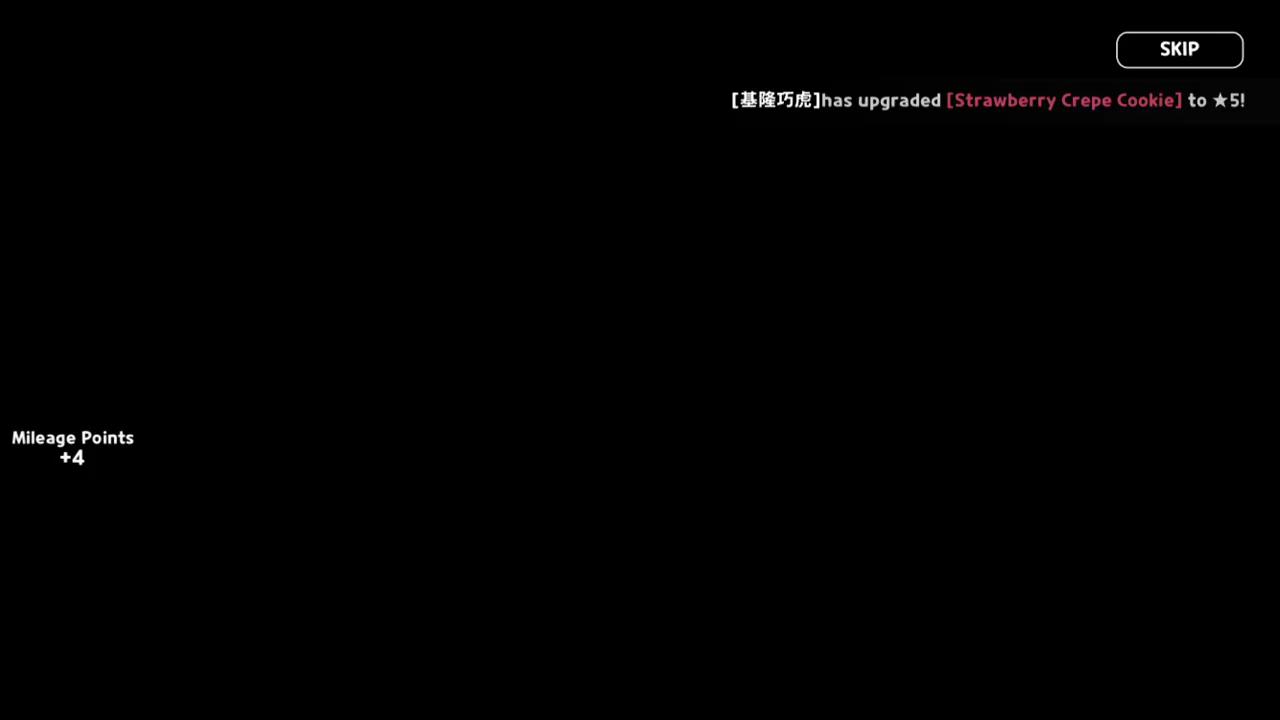 SKIP
[基隆巧虎]has upgraded [Strawberry Crepe Cookie] to ★5!
Mileage Points
+4